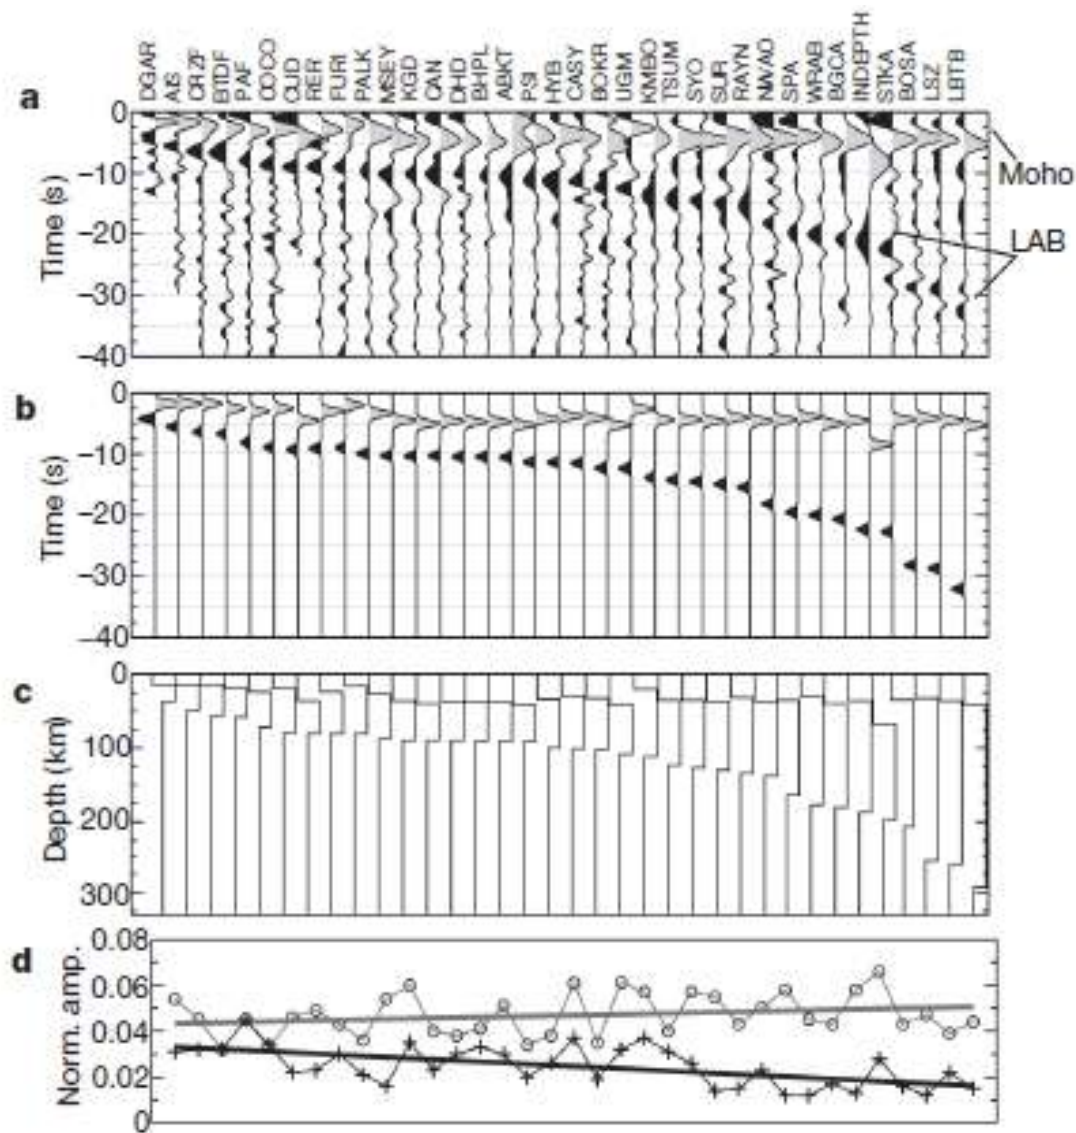 DGAR AIS CRZF BTDF PAF COCO CLJD RER FURI PALK MSEY KGD CAN DHD BHPL ABKT PSI HYB CASY BOKR UGM KMBO TSUM SYO SUR RAYN NWAO SPA WRAB BGCA INDEPTH STKA BOSA LSZ LBTB
a
0
-10
-20
-30
-40
Time (s)
Moho
LAB
b
0
-10
-20
-30
-40
Time (s)
c
0
100
200
300
Depth (km)
d
0.08
0.06
0.04
0.02
0
Norm. amp.